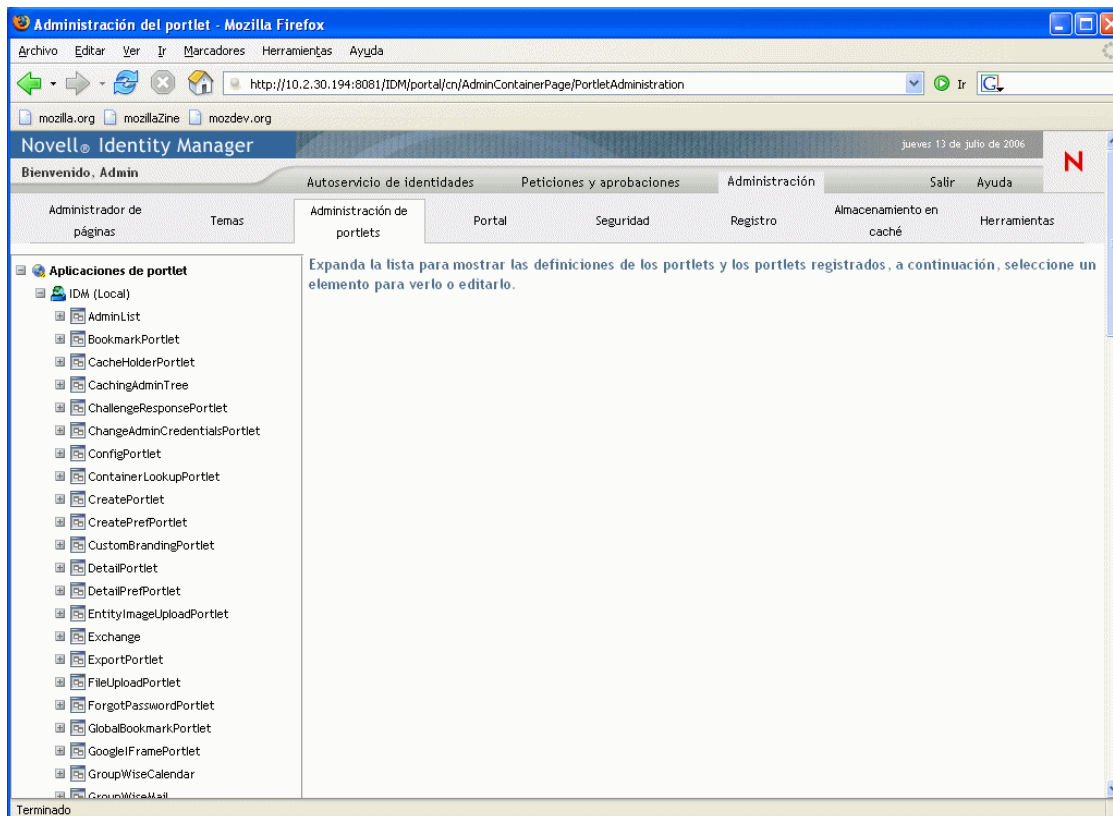 Administración del portlet - Mozilla Firefox
Archivo Editar Ver Ir Marcadores Herramientas Ayuda
http://10.2.30.194:8081/IDM/portal/cn/AdminContainerPage/PortletAdministration Ir
mozilla.org mozillaZine mozdev.org
Novell® Identity Manager jueves 13 de julio de 2006 N
Bienvenido, Admin
Autoservicio de identidades Peticiones y aprobaciones Administración Salir Ayuda
Administrador de páginas Temas Administración de portlets Portal Seguridad Registro Almacenamiento en caché Herramientas
Aplicaciones de portlet
IDM (Local)
AdminList
BookmarkPortlet
CacheHolderPortlet
CachingAdminTree
ChallengeResponsePortlet
ChangeAdminCredentialsPortlet
ConfigPortlet
ContainerLookupPortlet
CreatePortlet
CreatePrefPortlet
CustomBrandingPortlet
DetailPortlet
DetailPrefPortlet
EntityImageUploadPortlet
Exchange
ExportPortlet
FileUploadPortlet
ForgotPasswordPortlet
GlobalBookmarkPortlet
GoogleIFramePortlet
GroupWiseCalendar
GroupWiseMail
Expanda la lista para mostrar las definiciones de los portlets y los portlets registrados, a continuación, seleccione un
elemento para verlo o editarlo.
Terminado